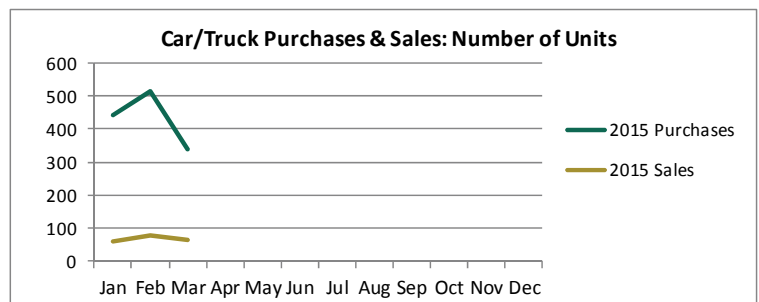 Car/Truck Purchases & Sales: Number of Units
600
500
400
300
200
100
0
2015 Purchases
2015 Sales
Jan Feb Mar Apr May Jun Jul Aug Sep Oct Nov Dec